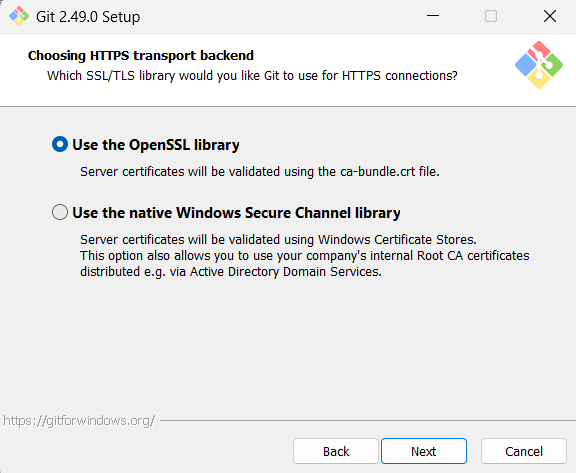 Git 2.49.0 Setup
Choosing HTTPS transport backend
Which SSL/TLS library would you like Git to use for HTTPS connections?
Use the OpenSSL library
Server certificates will be validated using the ca-bundle.crt file.
Use the native Windows Secure Channel library
Server certificates will be validated using Windows Certificate Stores.
This option also allows you to use your company's internal Root CA certificates
distributed e.g. via Active Directory Domain Services.
https://gitforwindows.org/
Back Next Cancel